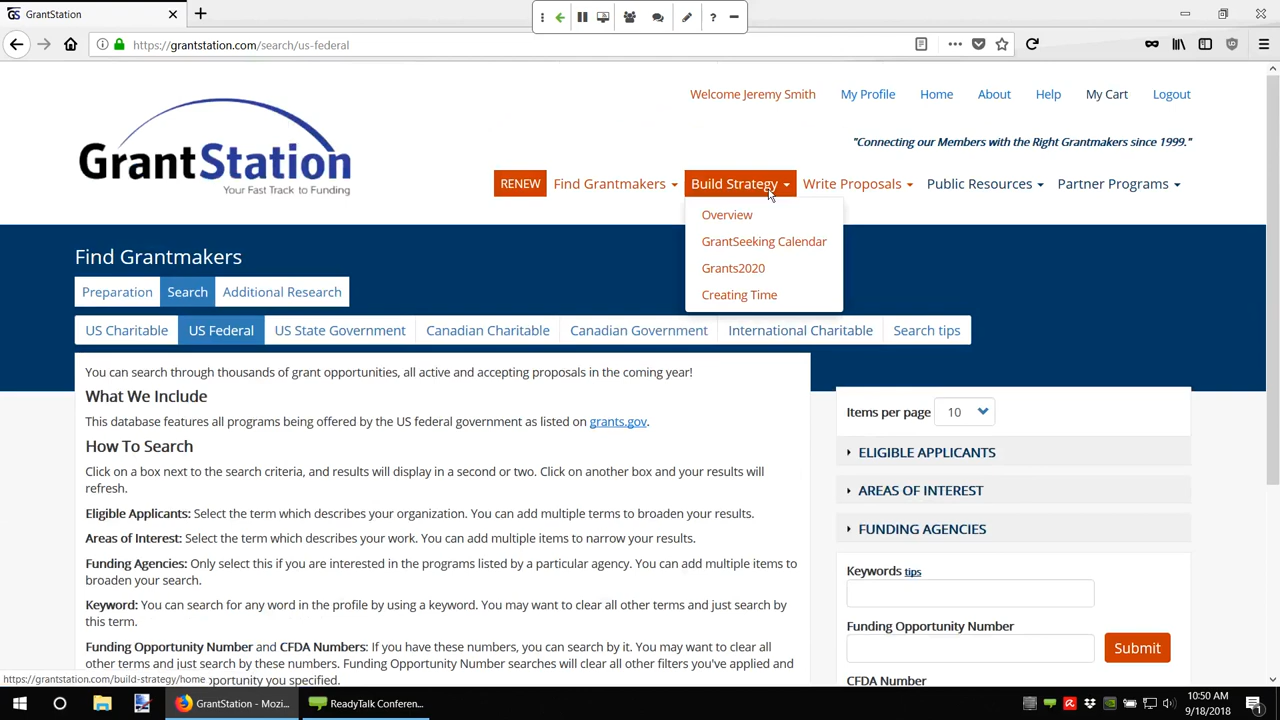 GrantStation
https://grantstation.com/search/us-federal
Welcome Jeremy Smith My Profile Home About Help My Cart Logout
"Connecting our Members with the Right Grantmakers since 1999."
GrantStation
Your Fast Track to Funding
RENEW Find Grantmakers Build Strategy Write Proposals Public Resources Partner Programs
Overview
GrantSeeking Calendar
Grants2020
Creating Time
Find Grantmakers
Preparation Search Additional Research
US Charitable US Federal US State Government Canadian Charitable Canadian Government International Charitable Search tips
You can search through thousands of grant opportunities, all active and accepting proposals in the coming year!
What We Include
This database features all programs being offered by the US federal government as listed on grants.gov.
How To Search
Click on a box next to the search criteria, and results will display in a second or two. Click on another box and your results will
refresh.
Eligible Applicants: Select the term which describes your organization. You can add multiple terms to broaden your results.
Areas of Interest: Select the term which describes your work. You can add multiple items to narrow your results.
Funding Agencies: Only select this if you are interested in the programs listed by a particular agency. You can add multiple items to
broaden your search.
Keyword: You can search for any word in the profile by using a keyword. You may want to clear all other terms and just search by
this term.
Funding Opportunity Number and CFDA Numbers: If you have these numbers, you can search by it. You may want to clear all
other terms and just search by these numbers. Funding Opportunity Number searches will clear all other filters you've applied and
opportunity you specified.
Items per page 10
ELIGIBLE APPLICANTS
AREAS OF INTEREST
FUNDING AGENCIES
Keywords tips
Funding Opportunity Number
Submit
CFDA Number
https://grantstation.com/build-strategy/home
GrantStation - Mozi...
ReadyTalk Conferen...
10:50 AM
9/18/2018